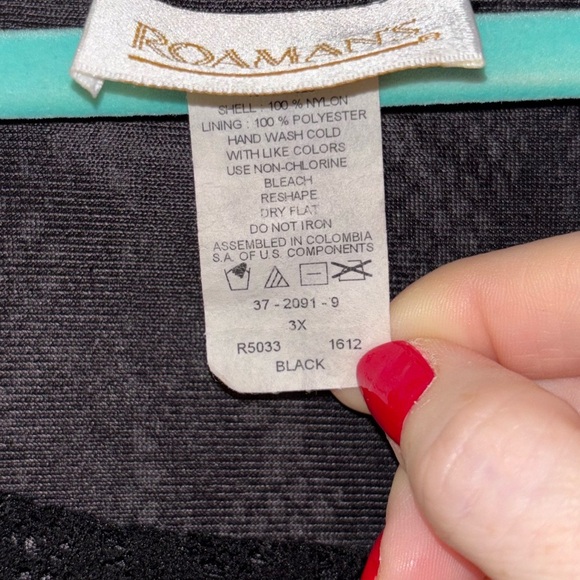 ROAMAN'S
SHELL : 100 % NYLON
LINING : 100 % POLYESTER
HAND WASH COLD
WITH LIKE COLORS
USE NON-CHLORINE
BLEACH
RESHAPE
DRY FLAT
DO NOT IRON
ASSEMBLED IN COLOMBIA
S.A. OF U.S. COMPONENTS
37 - 2091 - 9
3X
R5033 1612
BLACK